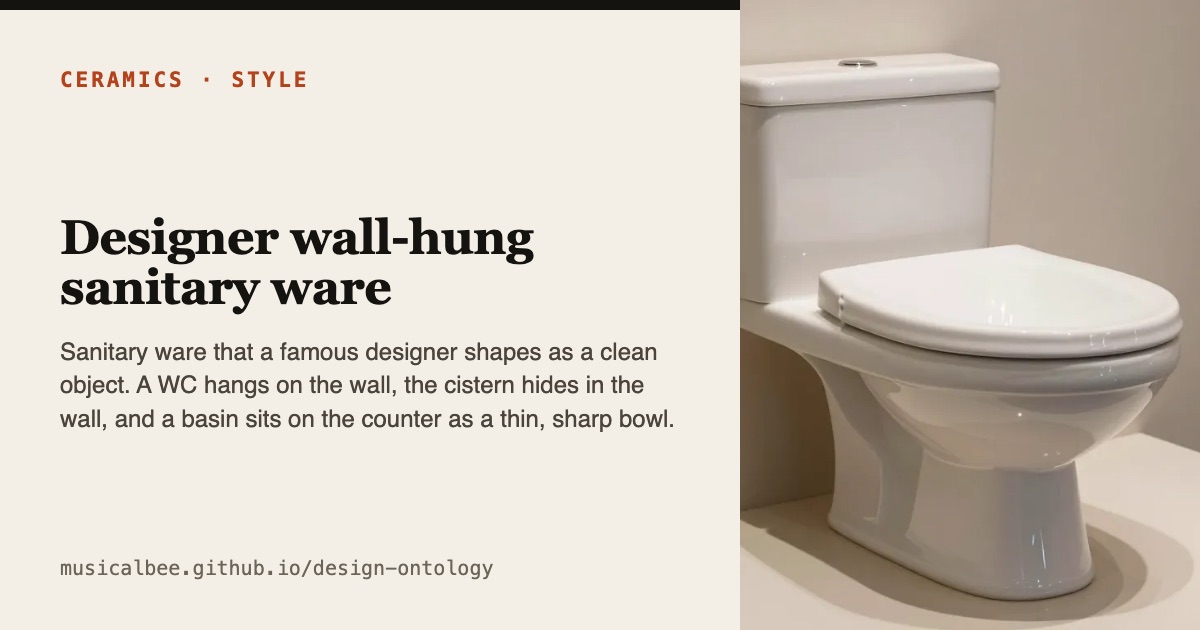 CERAMICS · STYLE
Designer wall-hung
sanitary ware
Sanitary ware that a famous designer shapes as a clean
object. A WC hangs on the wall, the cistern hides in the
wall, and a basin sits on the counter as a thin, sharp bowl.
musicalbee.github.io/design-ontology